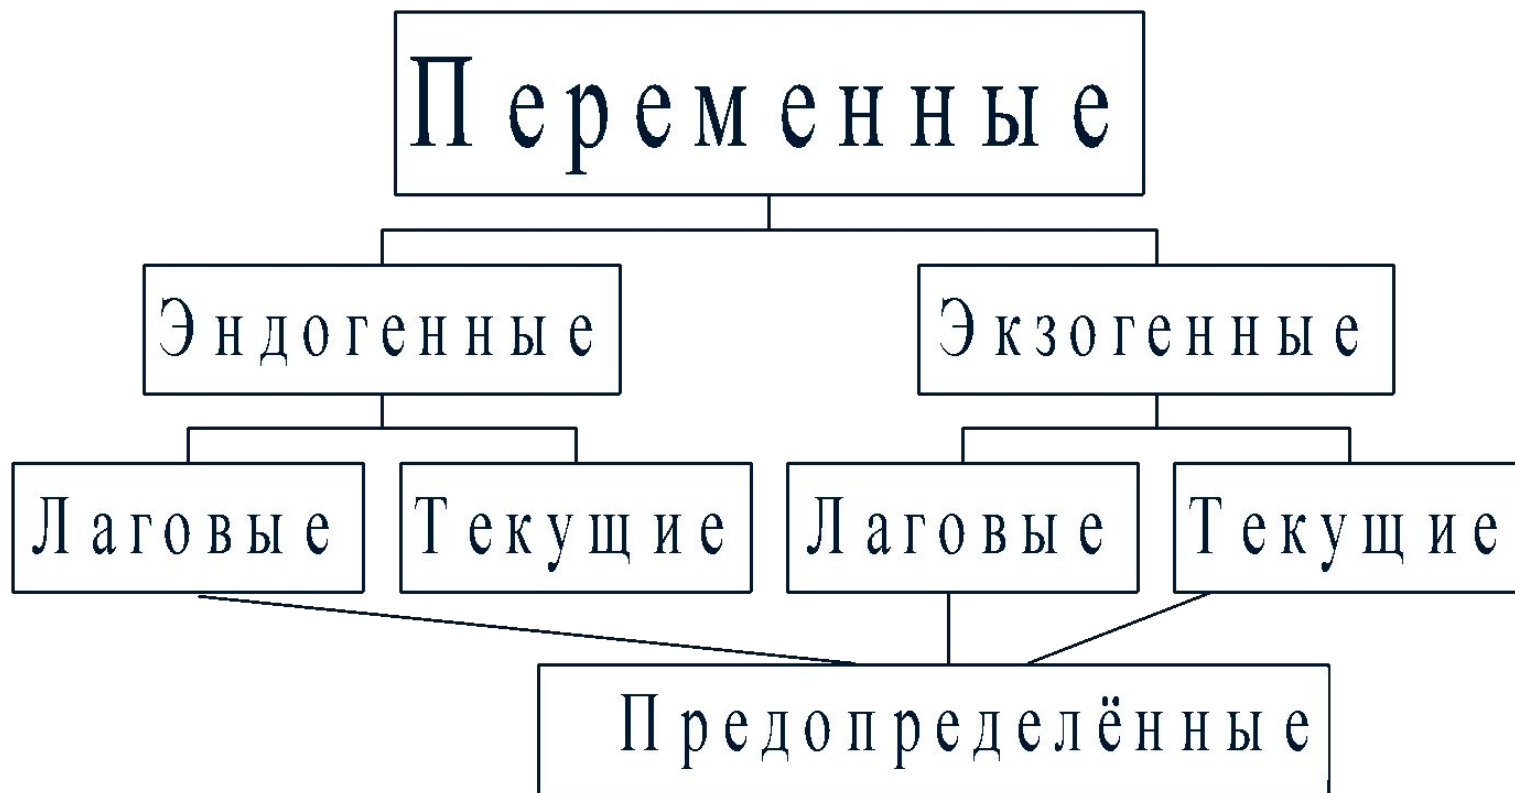 Переменные
Эндогенные Экзогенные
Лаговые Текущие Лаговые Текущие
Предопределённые